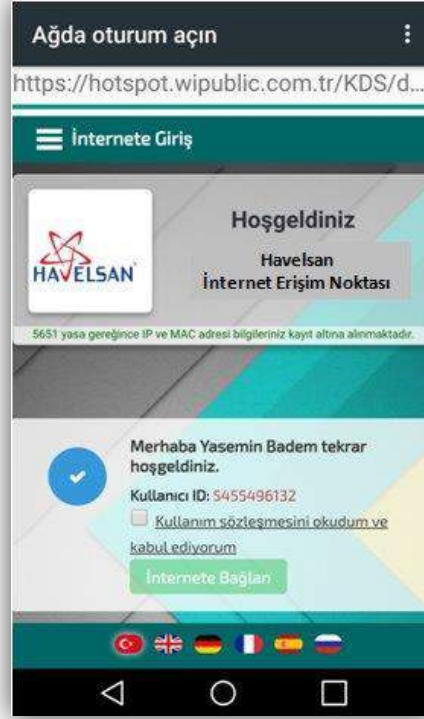 Ağda oturum açın
https://hotspot.wipublic.com.tr/KDS/d...
İnternete Giriş
HAVELSAN
Hoşgeldiniz
Havelsan
İnternet Erişim Noktası
5651 yasa gereğince IP ve MAC adresi bilgileriniz kayıt altına alınmaktadır.
Merhaba Yasemin Badem tekrar
hoşgeldiniz.
Kullanıcı ID: 5455496132
Kullanım sözleşmesini okudum ve
kabul ediyorum
İnternete Bağlan